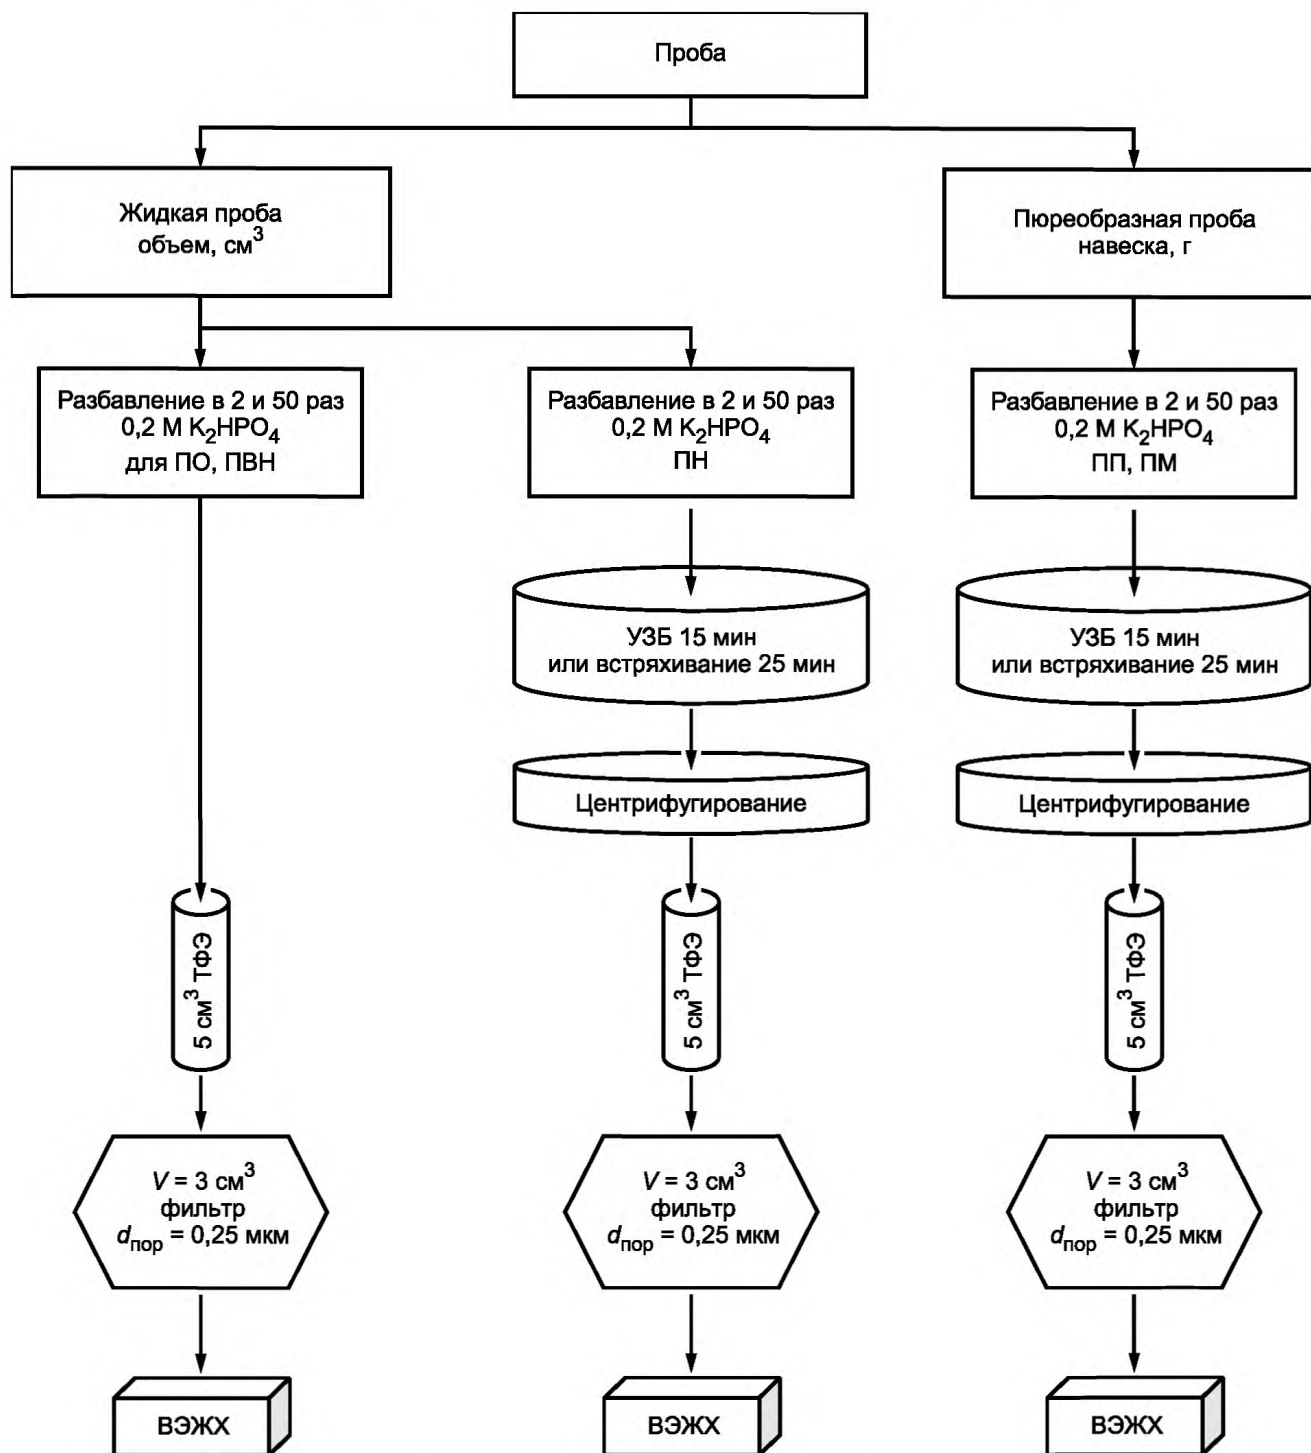 Проба
Жидкая проба
объем, см³
Пюреобразная проба
навеска, г
Разбавление в 2 и 50 раз
0,2 М K₂HPO₄
для ПО, ПВН
Разбавление в 2 и 50 раз
0,2 М K₂HPO₄
ПН
Разбавление в 2 и 50 раз
0,2 М K₂HPO₄
ПП, ПМ
УЗБ 15 мин
или встряхивание 25 мин
УЗБ 15 мин
или встряхивание 25 мин
Центрифугирование
Центрифугирование
5 см³ ТФЭ
5 см³ ТФЭ
5 см³ ТФЭ
V = 3 см³
фильтр
dпор = 0,25 мкм
V = 3 см³
фильтр
dпор = 0,25 мкм
V = 3 см³
фильтр
dпор = 0,25 мкм
ВЭЖХ
ВЭЖХ
ВЭЖХ